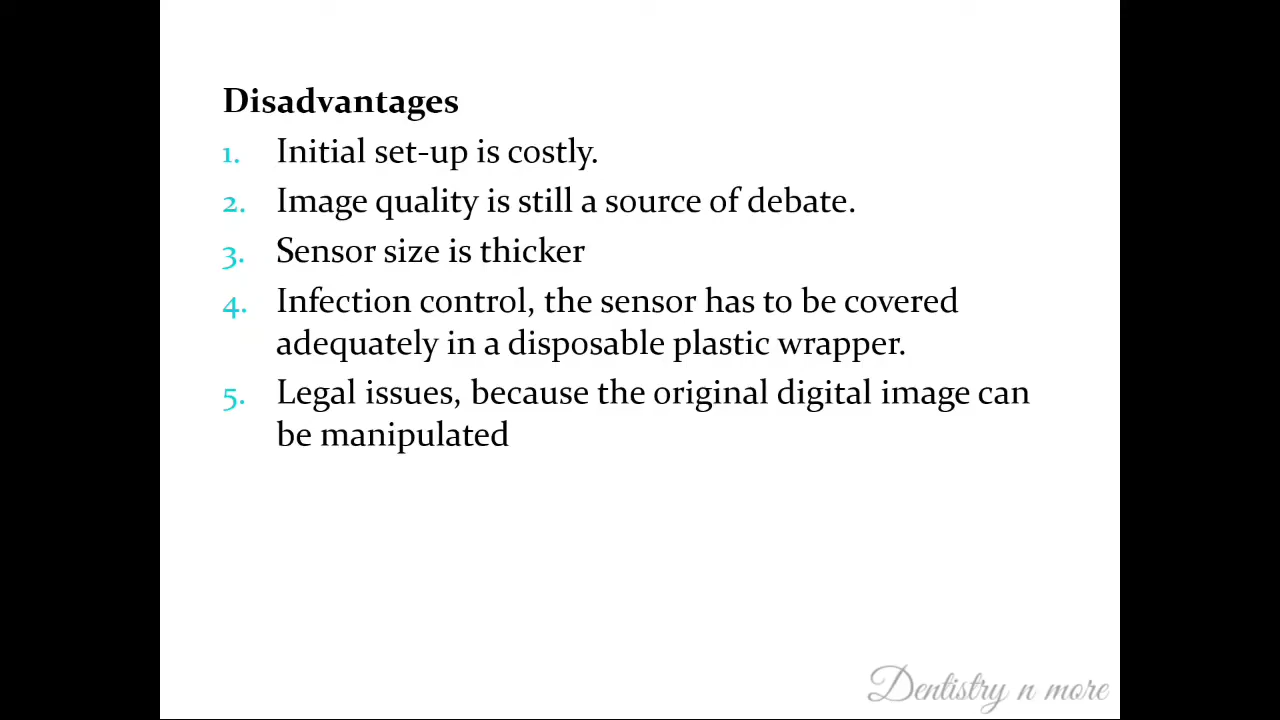 Disadvantages
1. Initial set-up is costly.
2. Image quality is still a source of debate.
3. Sensor size is thicker
4. Infection control, the sensor has to be covered
adequately in a disposable plastic wrapper.
5. Legal issues, because the original digital image can
be manipulated
Dentistry n more